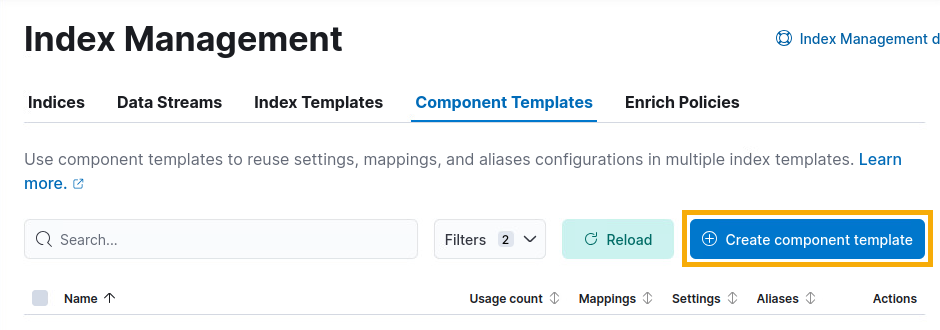 Index Management
Index Management d
Indices Data Streams Index Templates Component Templates Enrich Policies
Use component templates to reuse settings, mappings, and aliases configurations in multiple index templates. Learn
more.
Search... Filters 2 Reload Create component template
Name Usage count Mappings Settings Aliases Actions